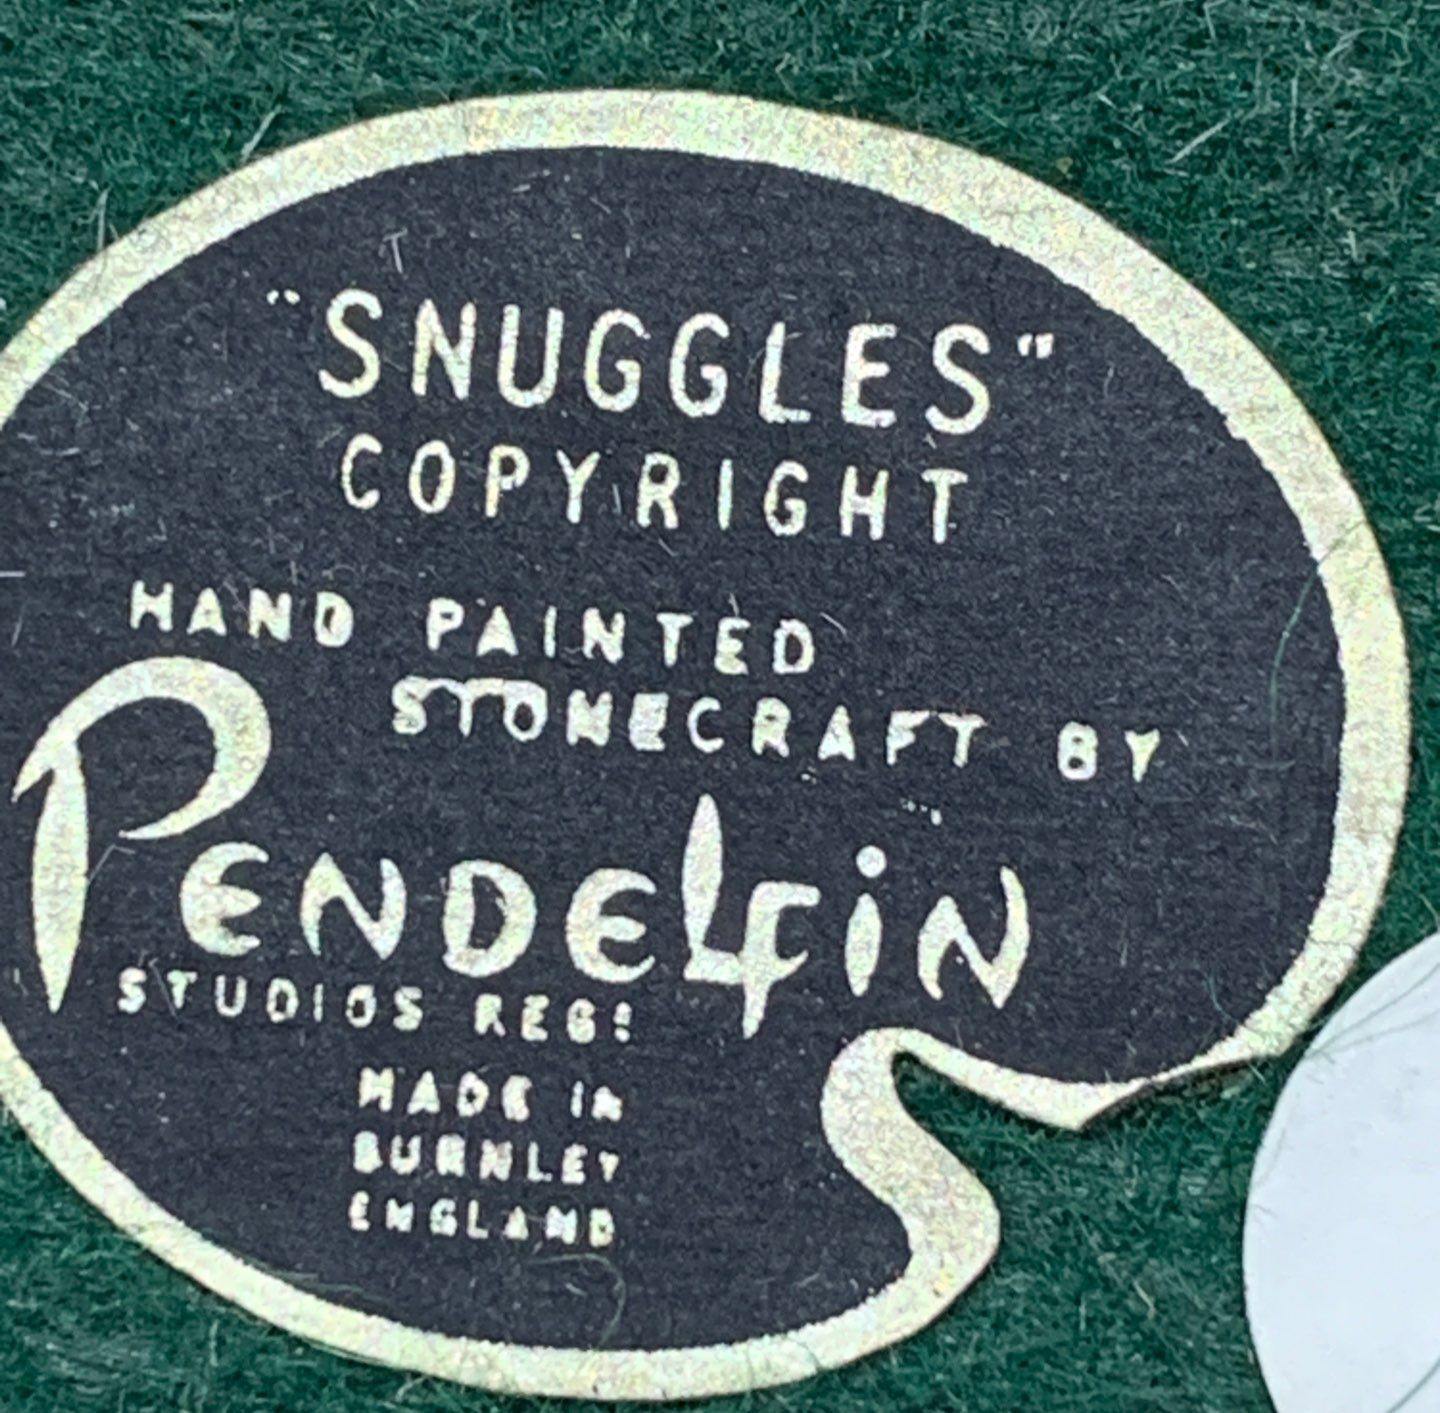 "SNUGGLES"
COPYRIGHT
HAND PAINTED
STONECRAFT BY
PENDELFIN
STUDIOS REG:
MADE IN
BURNLEY
ENGLAND